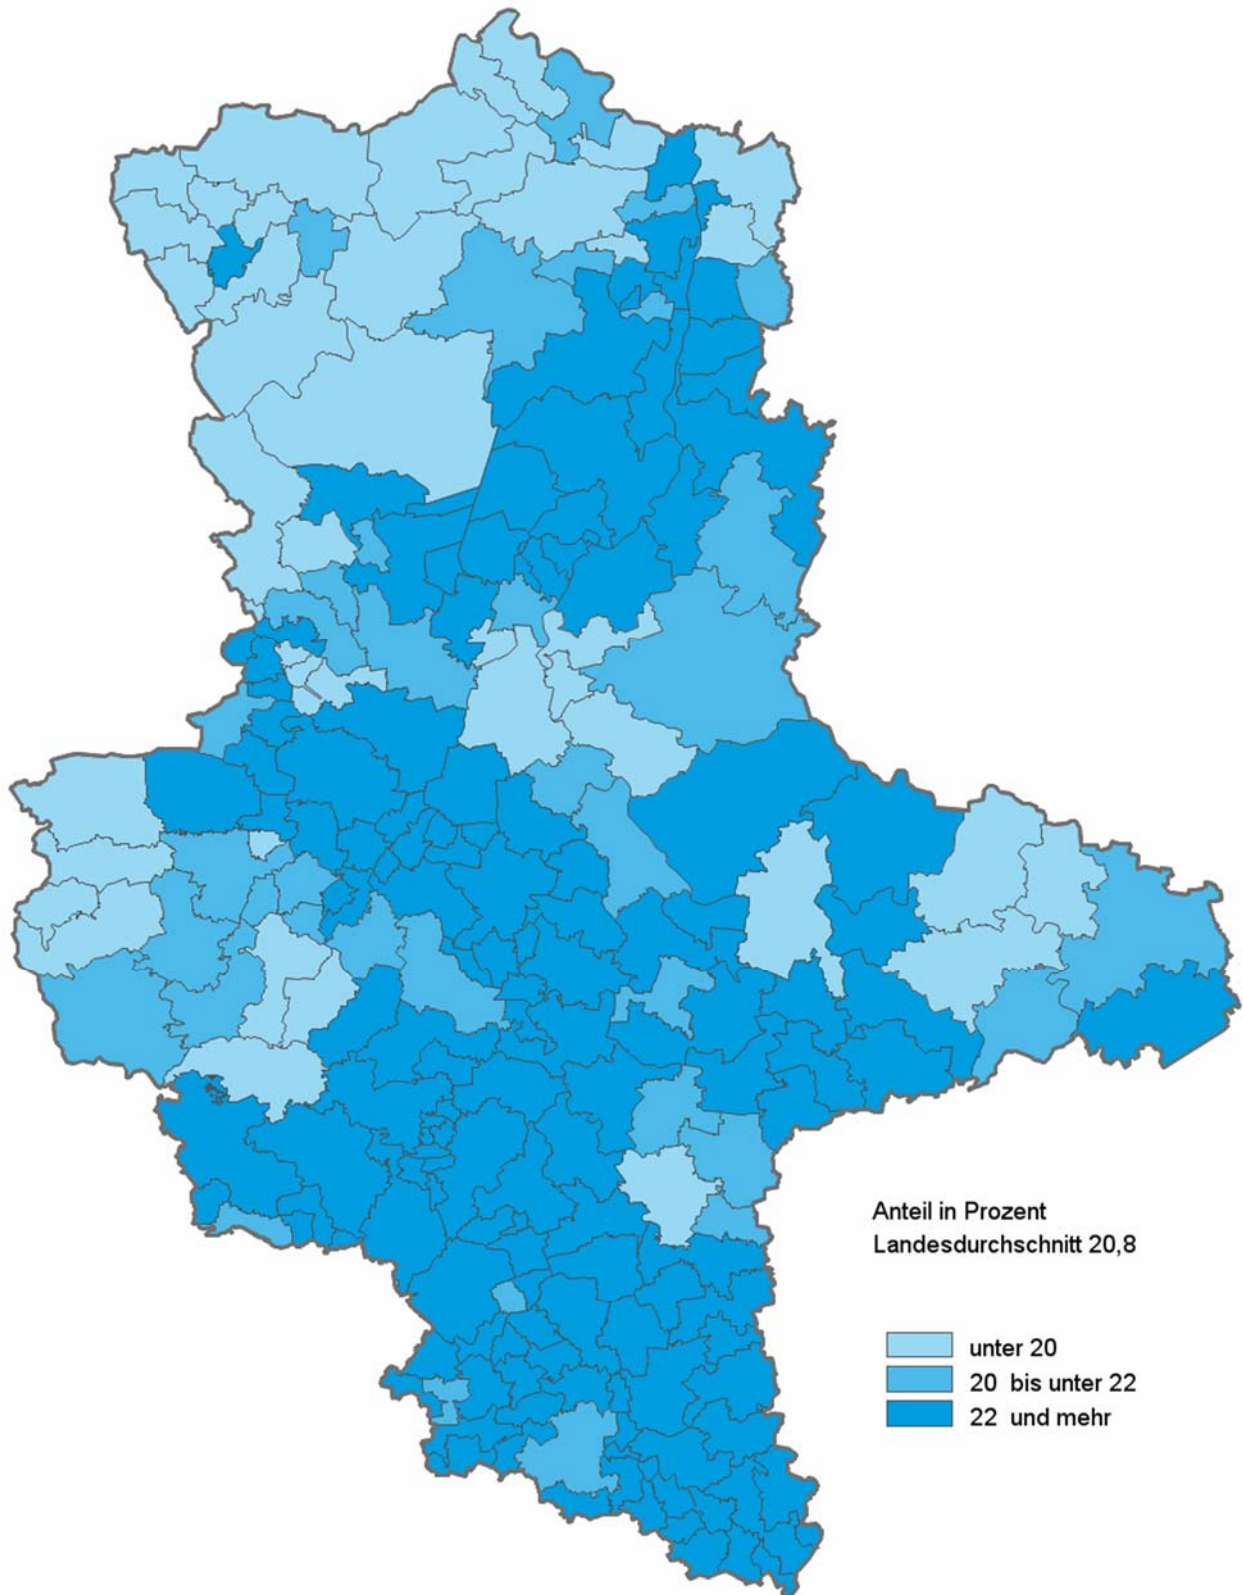 Anteil in Prozent
Landesdurchschnitt 20,8
unter 20
20 bis unter 22
22 und mehr